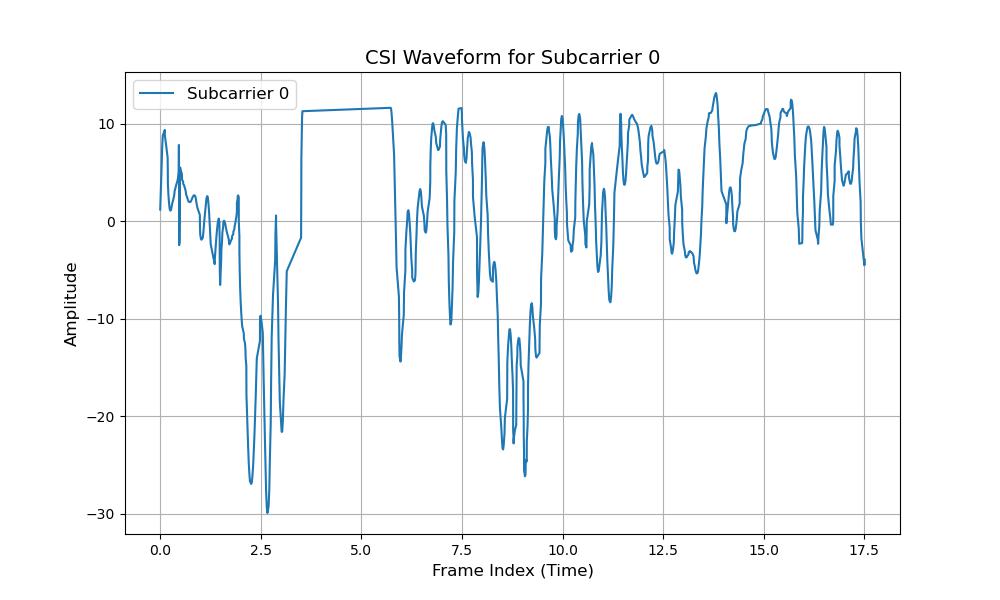 CSI Waveform for Subcarrier 0
Subcarrier 0
Amplitude
10
0
−10
−20
−30
0.0 2.5 5.0 7.5 10.0 12.5 15.0 17.5
Frame Index (Time)